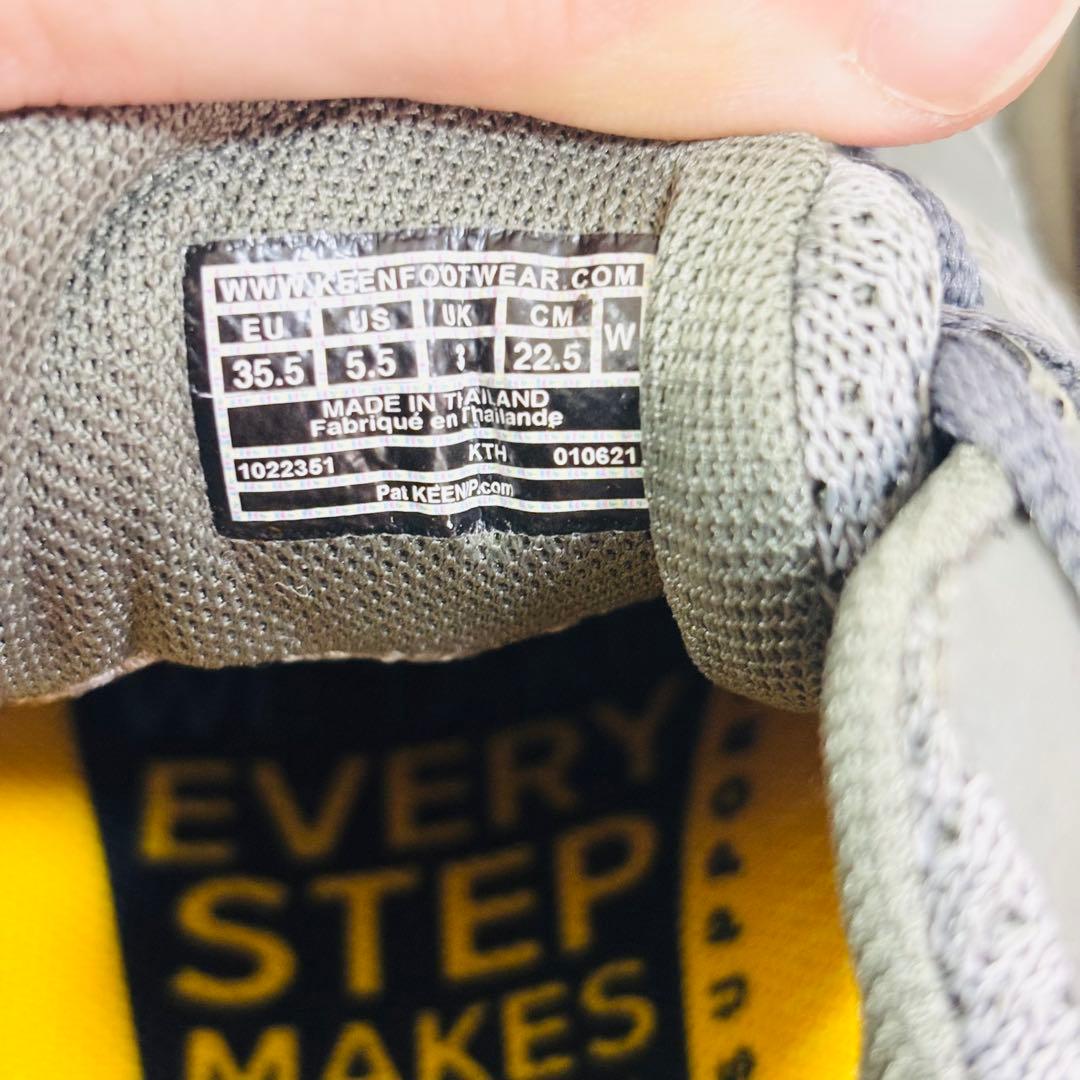 WWW.KEENFOOTWEAR.COM
EU US UK CM W
35.5 5.5 3 22.5
MADE IN THAILAND
Fabriqué en Thailande
1022351 KTH 010621
Pat KEENIP.com
EVERY
STEP
MAKES